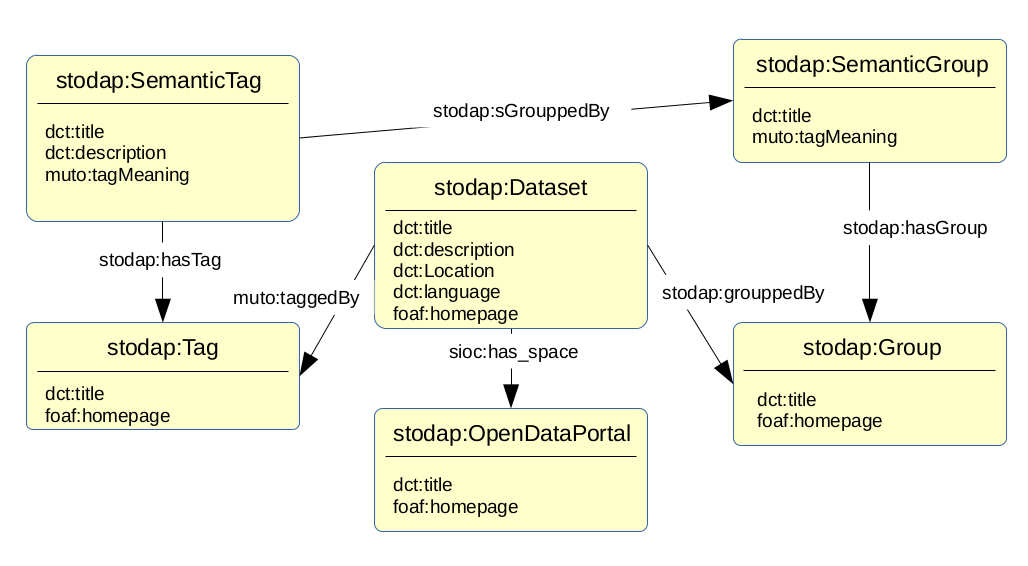 stodap:SemanticTag
dct:title
dct:description
muto:tagMeaning
stodap:sGrouppedBy
stodap:SemanticGroup
dct:title
muto:tagMeaning
stodap:Dataset
dct:title
dct:description
dct:Location
dct:language
foaf:homepage
stodap:hasTag
muto:taggedBy
stodap:grouppedBy
stodap:hasGroup
stodap:Tag
dct:title
foaf:homepage
sioc:has_space
stodap:Group
dct:title
foaf:homepage
stodap:OpenDataPortal
dct:title
foaf:homepage